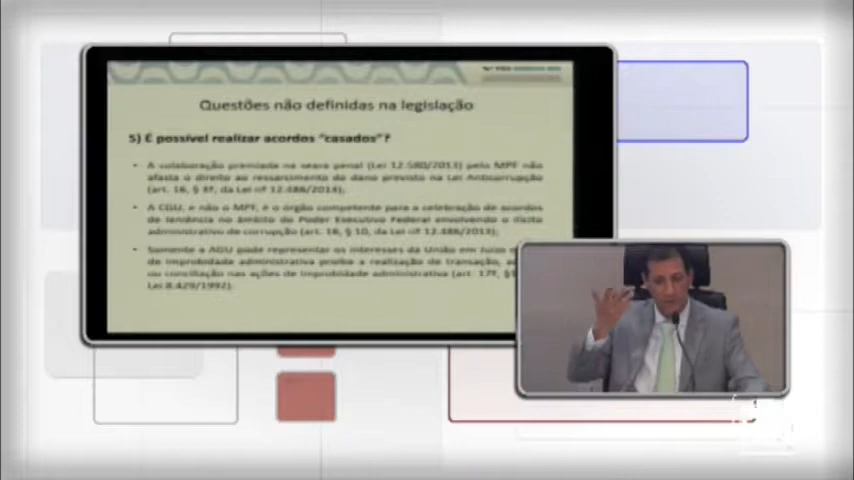 Questões não definidas na legislação
5) É possível realizar acordos "casados"?
• A colaboração premiada na seara penal (Lei 12.580/2013) pelo MPF não
afasta o direito ao ressarcimento do dano previsto na Lei Anticorrupção
(art. 16, § 3º, da Lei nº 12.486/2013);
• A CGU, e não o MPF, é o órgão competente para a celebração de acordos
de leniência no âmbito do Poder Executivo Federal envolvendo o ilícito
administrativo de corrupção (art. 16, § 10, da Lei nº 12.486/2013);
• Somente a AGU pode representar os interesses da União em Juízo
de improbidade administrativa proíbe a realização de transação,
ou conciliação nas ações de improbidade administrativa (art. 17º,
Lei 8.429/1992).